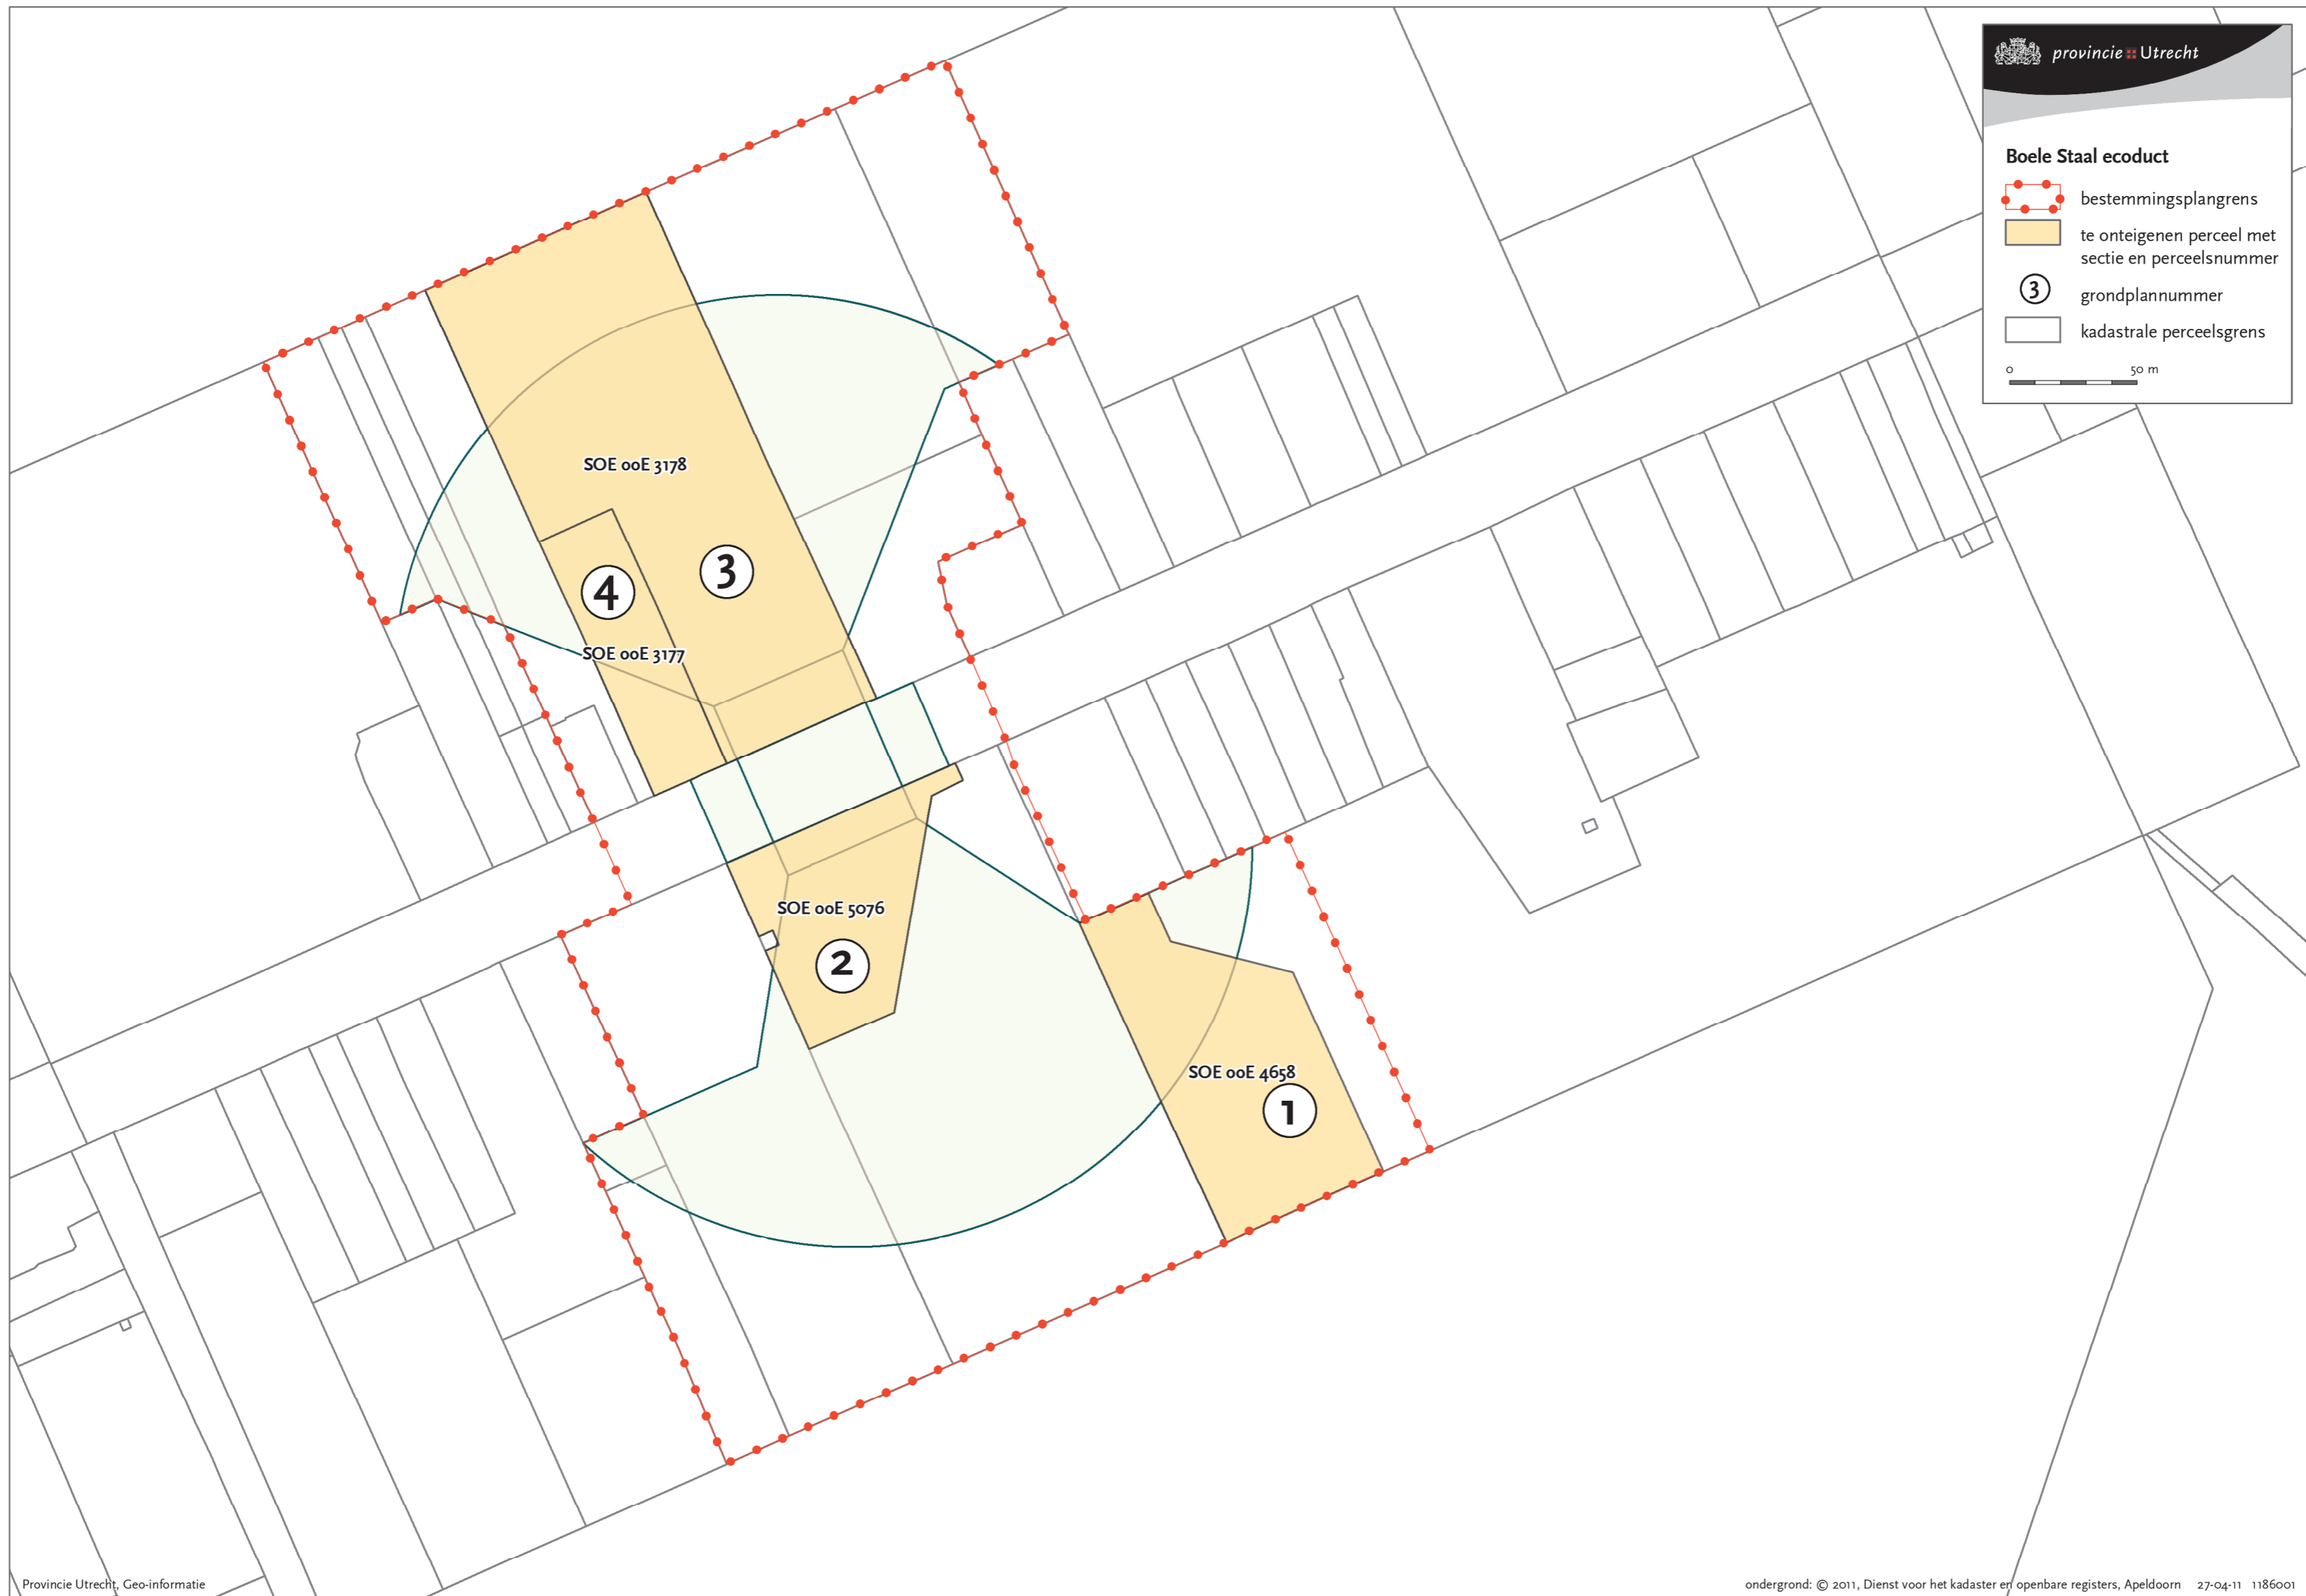 provincie Utrecht
Boele Staal ecoduct
bestemmingsplangrens
te onteigenen perceel met
sectie en perceelsnummer
3
grondplannummer
kadastrale perceelsgrens
0 50 m
SOE 00E 3178
3
4
SOE 00E 3177
SOE 00E 5076
2
SOE 00E 4658
1
Provincie Utrecht, Geo-informatie
ondergrond: © 2011, Dienst voor het kadaster en openbare registers, Apeldoorn 27-04-11 1186001